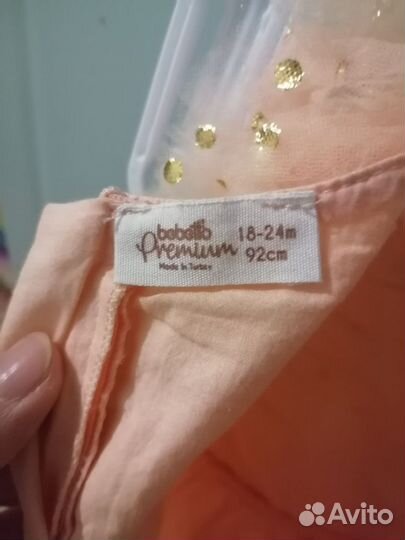 bebetto 18-24m
Premium 92cm
Made in Turkey
Avito